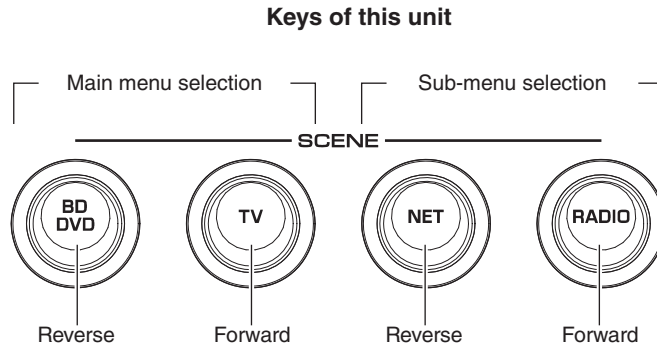 Keys of this unit
Main menu selection Sub-menu selection
SCENE
BD
DVD TV NET RADIO
Reverse Forward Reverse Forward